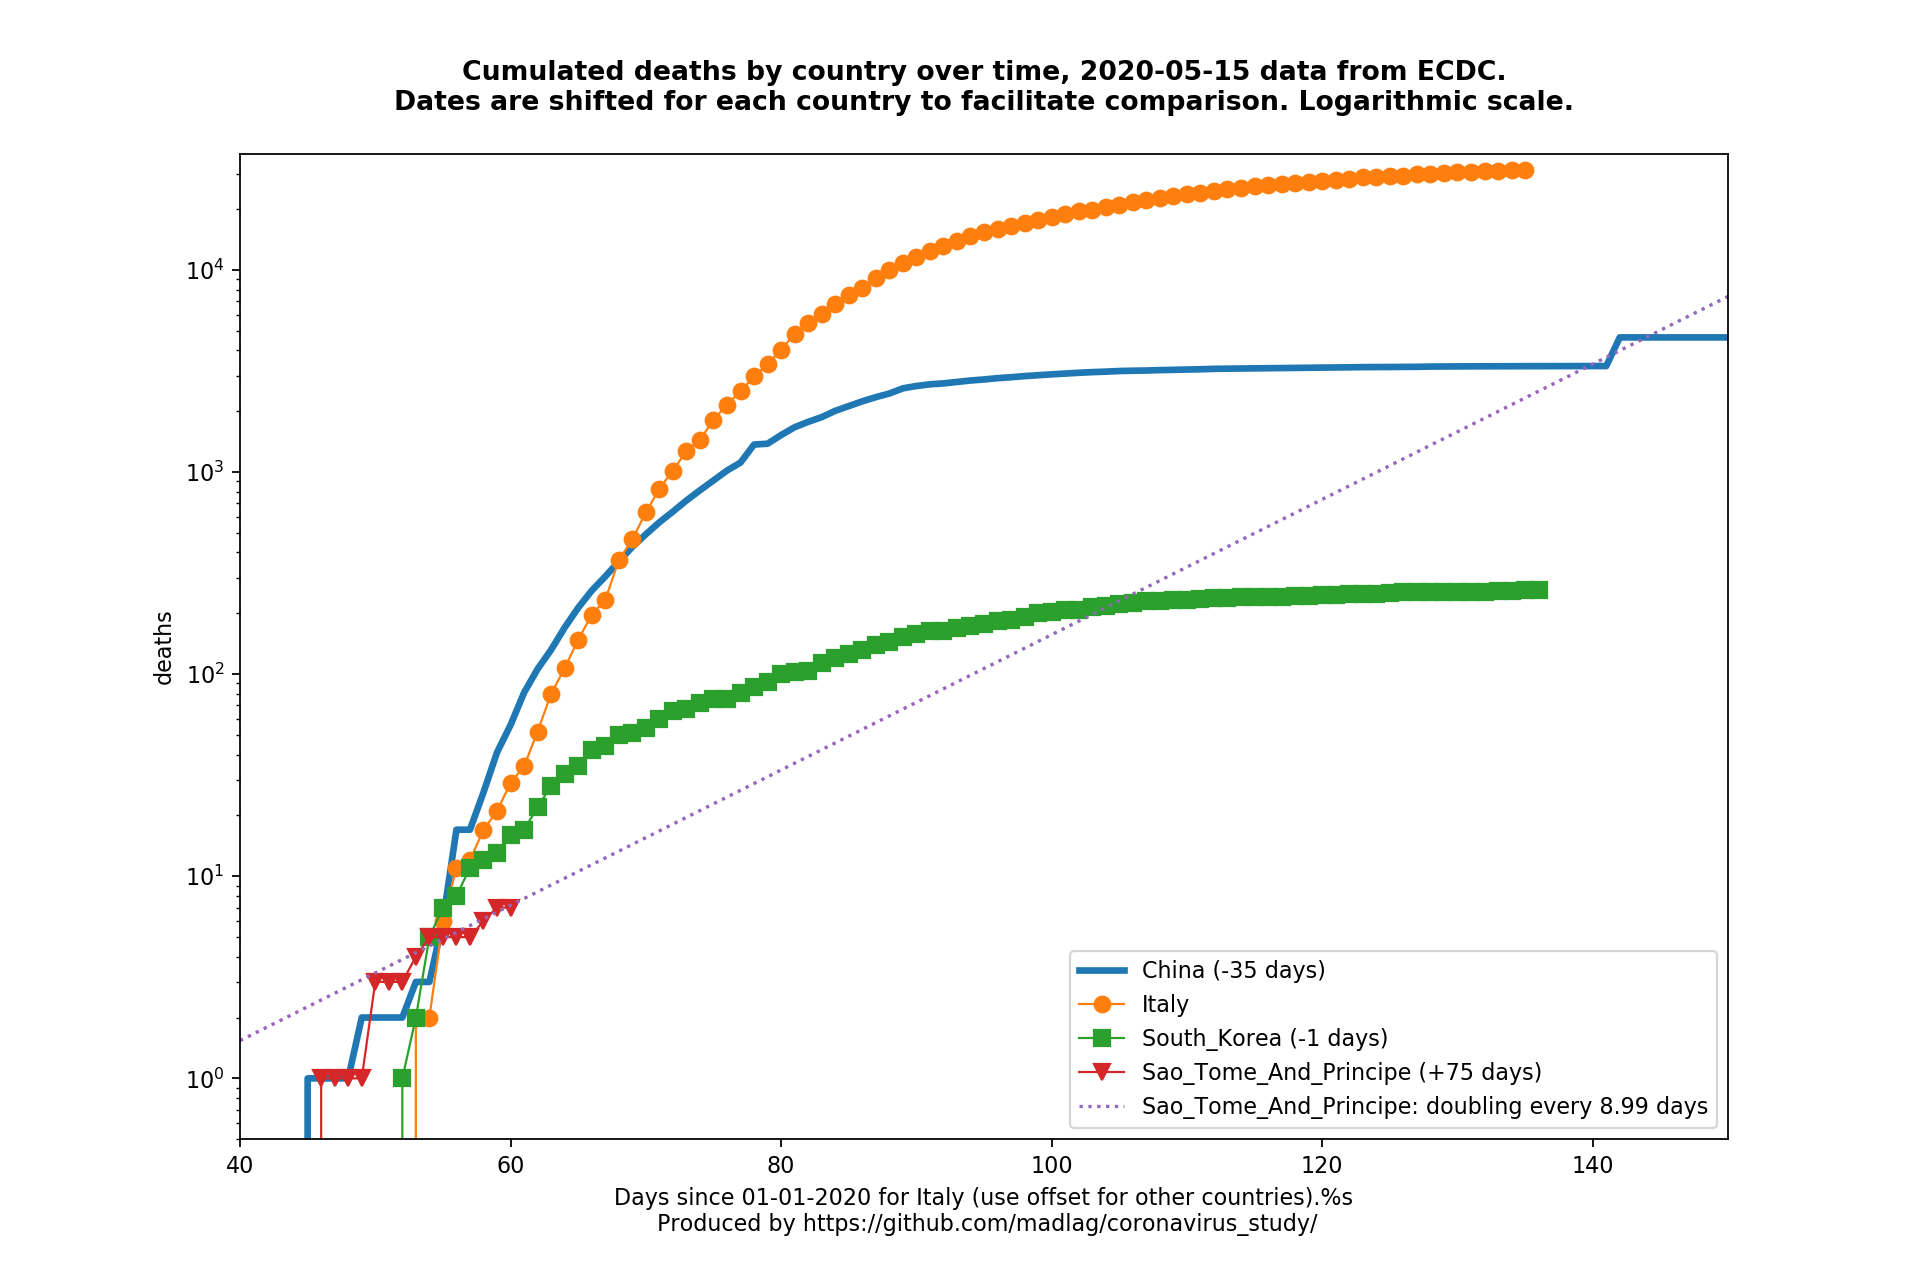 Cumulated deaths by country over time, 2020-05-15 data from ECDC.
Dates are shifted for each country to facilitate comparison. Logarithmic scale.
deaths
10^4
10^3
10^2
10^1
10^0
40 60 80 100 120 140
China (-35 days)
Italy
South_Korea (-1 days)
Sao_Tome_And_Principe (+75 days)
Sao_Tome_And_Principe: doubling every 8.99 days
Days since 01-01-2020 for Italy (use offset for other countries).%s
Produced by https://github.com/madlag/coronavirus_study/